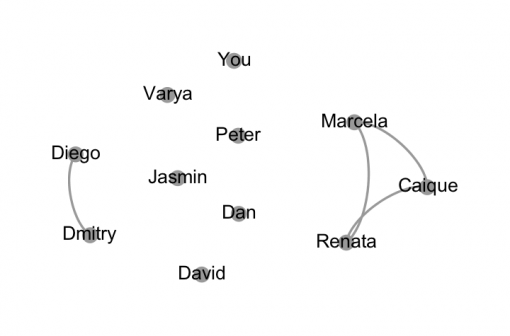 You
Varya
Marcela
Peter
Diego
Jasmin
Caique
Dan
Dmitry
Renata
David